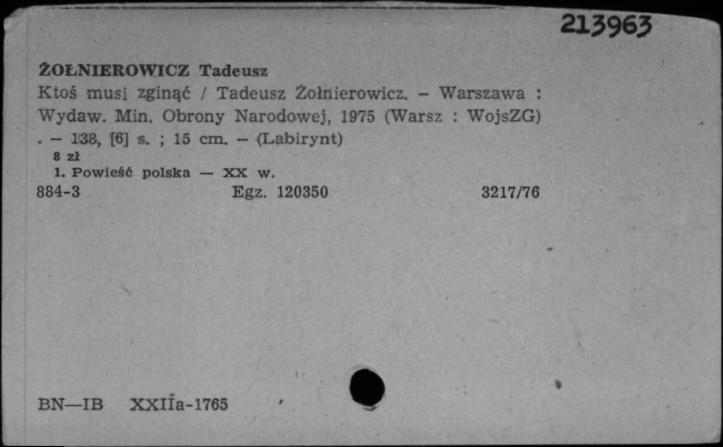 213963
ŻOŁNIEROWICZ Tadeusz
Ktoś musi zginąć / Tadeusz Żołnierowicz. – Warszawa :
Wydaw. Min. Obrony Narodowej, 1975 (Warsz : WojsZG)
. – 138, [6] s. ; 15 cm. – (Labirynt)
8 zł
1. Powieść polska — XX w.
884-3 Egz. 120350 3217/76
BN—IB XXIIa-1765